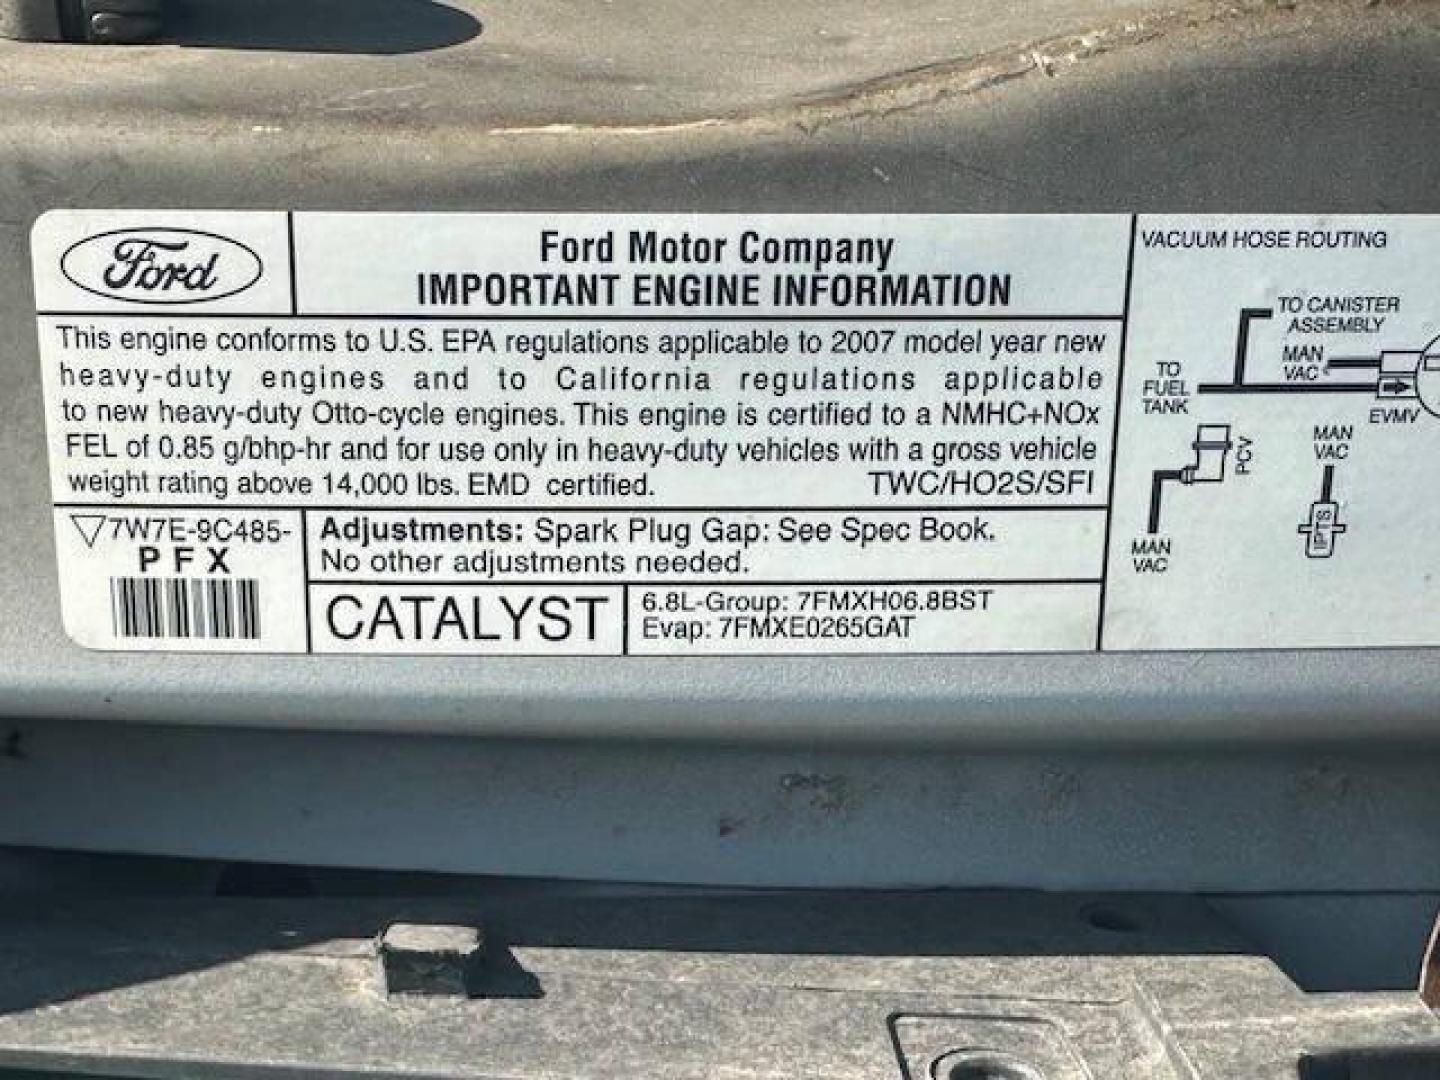 Ford
Ford Motor Company
IMPORTANT ENGINE INFORMATION
This engine conforms to U.S. EPA regulations applicable to 2007 model year new
heavy-duty engines and to California regulations applicable
to new heavy-duty Otto-cycle engines. This engine is certified to a NMHC+NOx
FEL of 0.85 g/bhp-hr and for use only in heavy-duty vehicles with a gross vehicle
weight rating above 14,000 lbs. EMD certified. TWC/HO2S/SFI
7W7E-9C485-
PFX
Adjustments: Spark Plug Gap: See Spec Book.
No other adjustments needed.
CATALYST
6.8L-Group: 7FMXH06.8BST
Evap: 7FMXE0265GAT
VACUUM HOSE ROUTING
TO CANISTER
ASSEMBLY
MAN
VAC
TO
FUEL
TANK
EVMV
PCV
MAN
VAC
IPTS
MAN
VAC